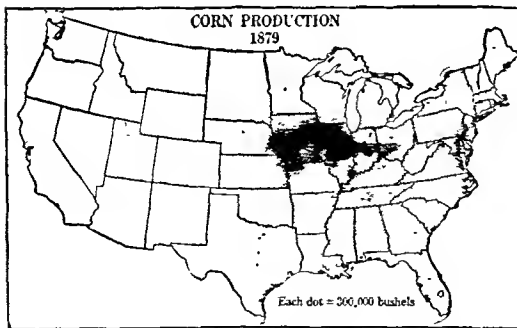 CORN PRODUCTION
1879
Each dot = 300,000 bushels